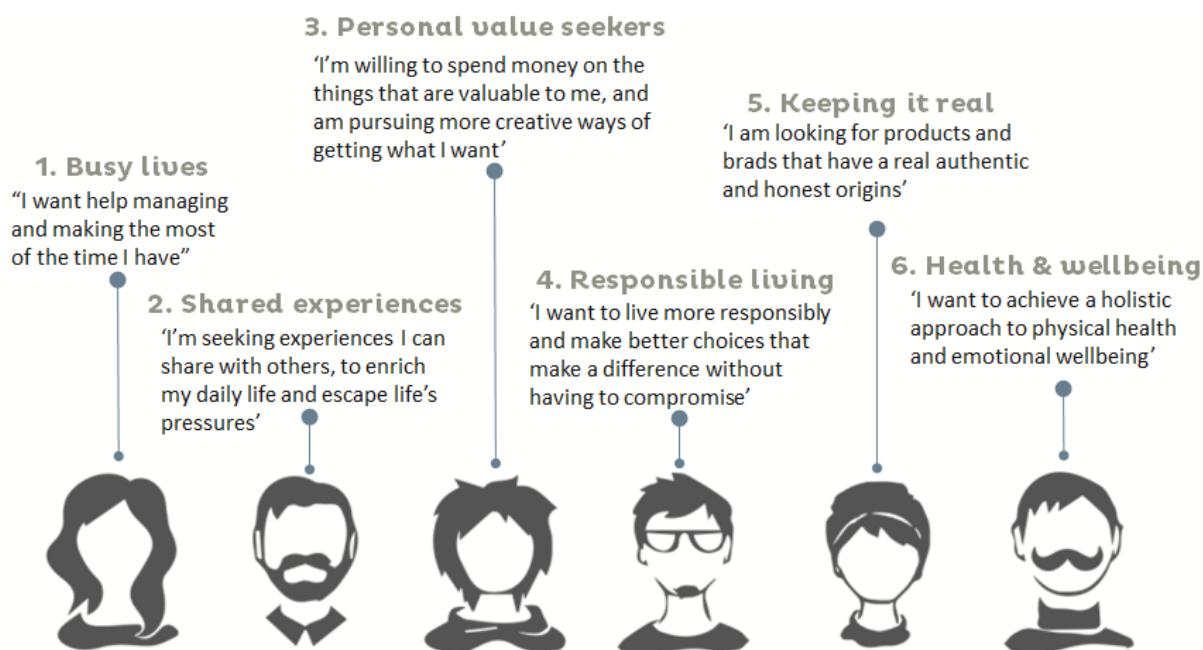 1. Busy lives
“I want help managing
and making the most
of the time I have”
2. Shared experiences
‘I’m seeking experiences I can
share with others, to enrich
my daily life and escape life’s
pressures’
3. Personal value seekers
‘I’m willing to spend money on the
things that are valuable to me, and
am pursuing more creative ways of
getting what I want’
4. Responsible living
‘I want to live more responsibly
and make better choices that
make a difference without
having to compromise’
5. Keeping it real
‘I am looking for products and
brads that have a real authentic
and honest origins’
6. Health & wellbeing
‘I want to achieve a holistic
approach to physical health
and emotional wellbeing’